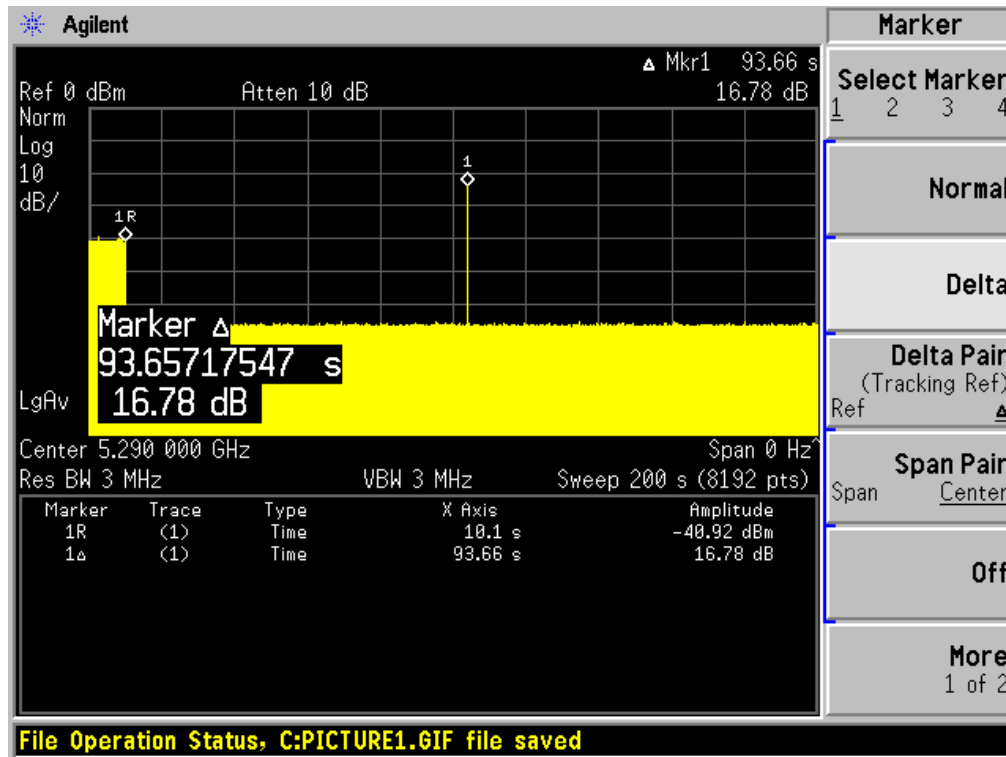 Agilent
Marker
Δ Mkr1 93.66 s
Ref 0 dBm Atten 10 dB 16.78 dB
Norm
Log
10
dB/
1R
1
Marker Δ
93.65717547 s
16.78 dB
LgAv
Center 5.290 000 GHz Span 0 Hz^
Res BW 3 MHz VBW 3 MHz Sweep 200 s (8192 pts)
Marker Trace Type X Axis Amplitude
1R (1) Time 10.1 s -40.92 dBm
1Δ (1) Time 93.66 s 16.78 dB
Select Marker
1 2 3 4
Normal
Delta
Delta Pair
(Tracking Ref)
Ref Δ
Span Pair
Span Center
Off
More
1 of 2
File Operation Status, C:PICTURE1.GIF file saved